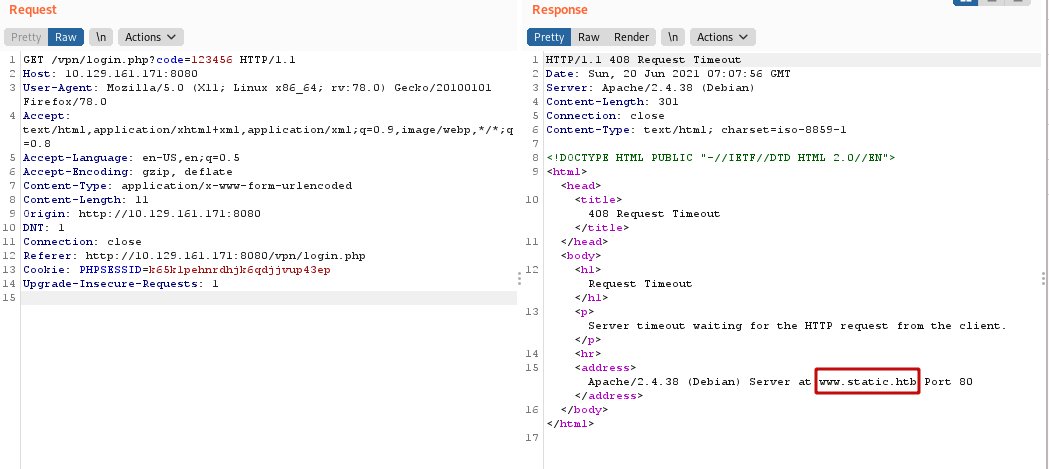 Request
Pretty Raw \n Actions
1 GET /vpn/login.php?code=123456 HTTP/1.1
2 Host: 10.129.161.171:8080
3 User-Agent: Mozilla/5.0 (X11; Linux x86_64; rv:78.0) Gecko/20100101
Firefox/78.0
4 Accept:
text/html,application/xhtml+xml,application/xml;q=0.9,image/webp,*/*;q
=0.8
5 Accept-Language: en-US,en;q=0.5
6 Accept-Encoding: gzip, deflate
7 Content-Type: application/x-www-form-urlencoded
8 Content-Length: 11
9 Origin: http://10.129.161.171:8080
10 DNT: 1
11 Connection: close
12 Referer: http://10.129.161.171:8080/vpn/login.php
13 Cookie: PHPSESSID=k65klpehnrdhjk6qdjjvup43ep
14 Upgrade-Insecure-Requests: 1
15
Response
Pretty Raw Render \n Actions
1 HTTP/1.1 408 Request Timeout
2 Date: Sun, 20 Jun 2021 07:07:56 GMT
3 Server: Apache/2.4.38 (Debian)
4 Content-Length: 301
5 Connection: close
6 Content-Type: text/html; charset=iso-8859-1
7
8 <!DOCTYPE HTML PUBLIC "-//IETF//DTD HTML 2.0//EN">
9 <html>
<head>
10 <title>
408 Request Timeout
</title>
11 </head>
<body>
12 <h1>
Request Timeout
</h1>
13 <p>
Server timeout waiting for the HTTP request from the client.
</p>
14 <hr>
15 <address>
Apache/2.4.38 (Debian) Server at www.static.htb Port 80
</address>
16 </body>
</html>
17